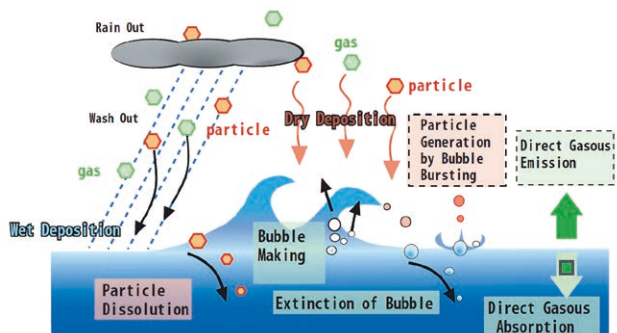 Rain Out
gas
particle
Wash Out
particle
Dry Deposition
gas
Particle
Generation
by Bubble
Bursting
Direct Gaseous
Emission
Wet Deposition
Bubble
Making
Particle
Dissolution
Extinction of Bubble
Direct Gasous
Absorption